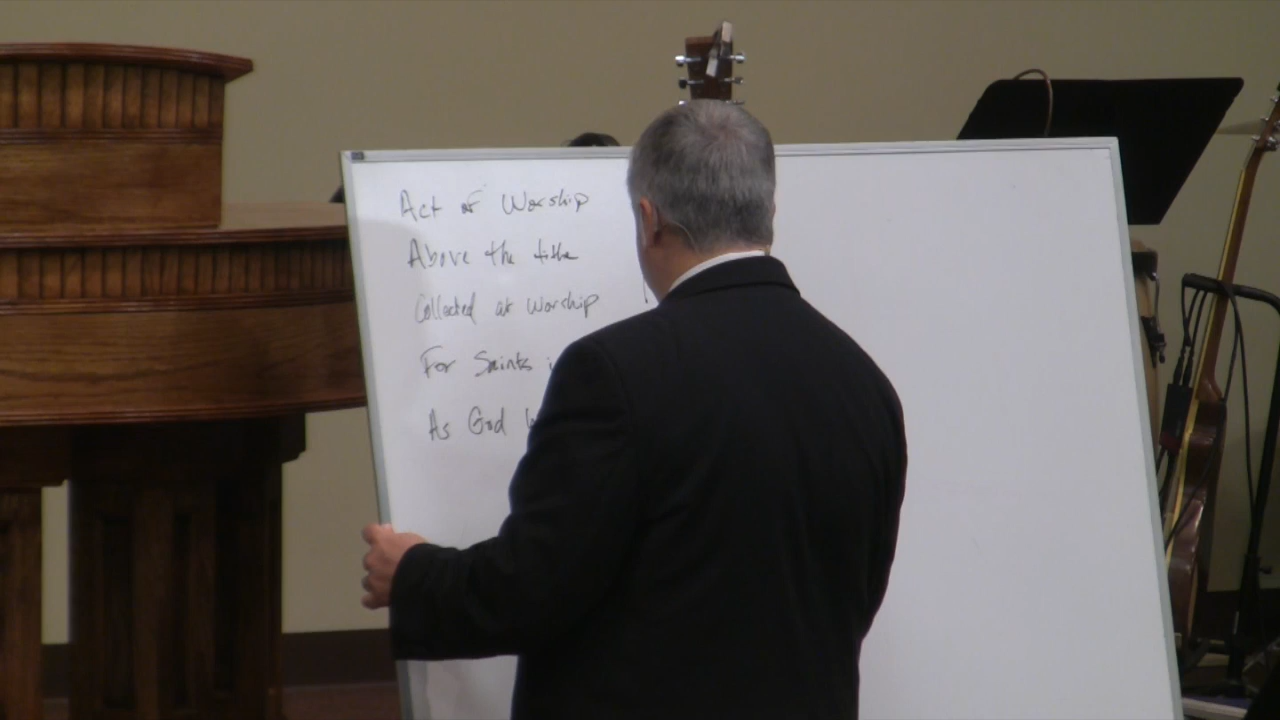 Act of Worship
Above the tithe
Collected at Worship
For Saints
As God